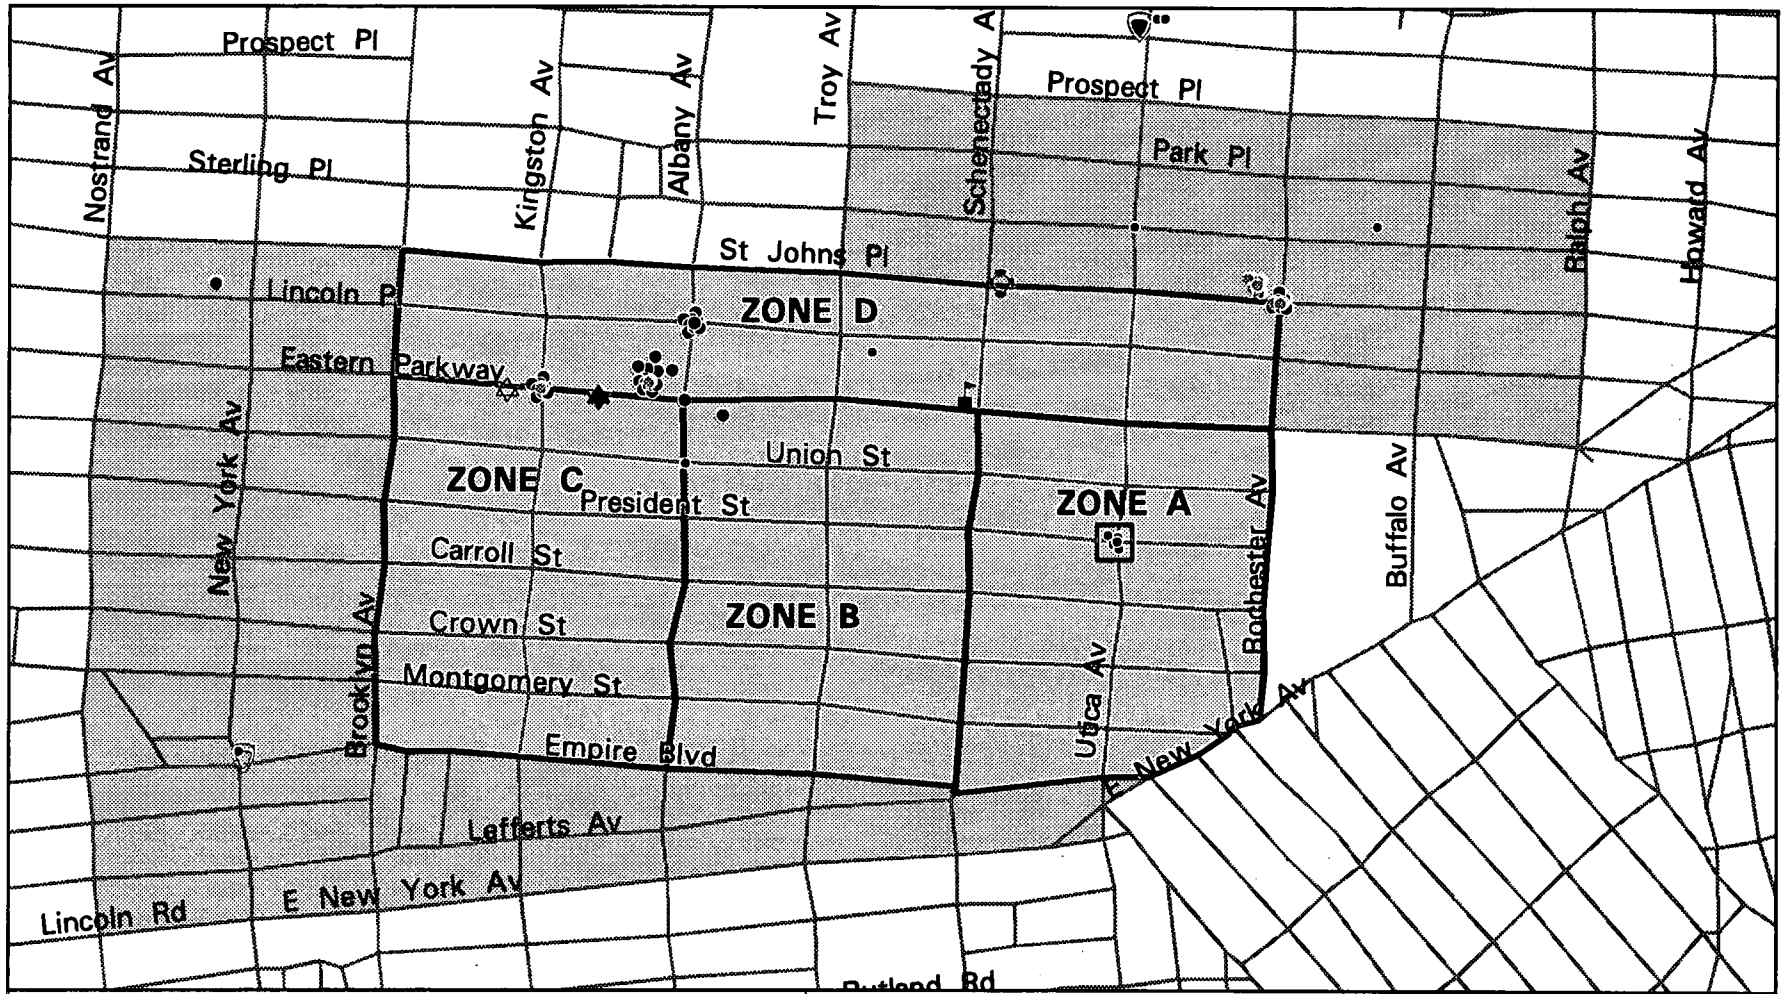 Prospect Pl
Nostrand Av
Kingston Av
Albany Av
Troy Av
Schenectady A
Prospect Pl
Sterling Pl
Park Pl
Ralph Av
Howard Av
St Johns Pl
Lincoln P
ZONE D
Eastern Parkway
New York Av
Union St
ZONE C
President St
ZONE A
Rochester Av
Buffalo Av
Carroll St
Brooklyn Av
Crown St
ZONE B
Utica Av
Montgomery St
Empire Blvd
E New York Av
Lefferts Av
E New York Av
Lincoln Rd
Rutland Rd